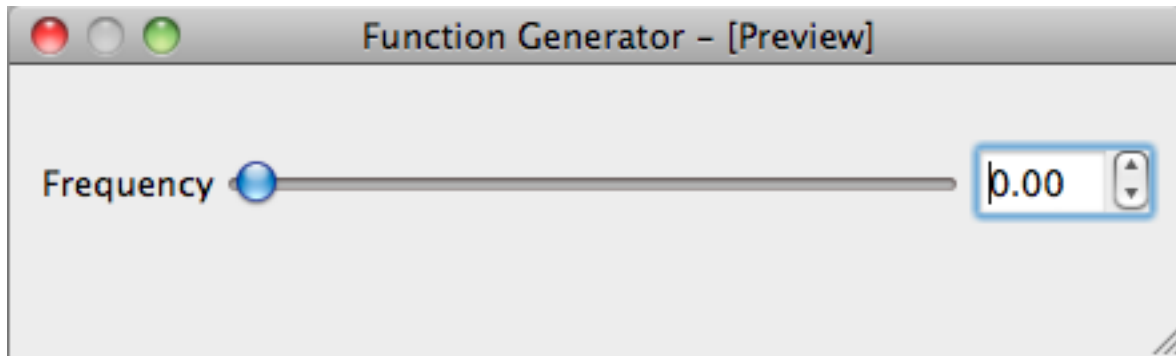 Function Generator – [Preview]
Frequency 0.00